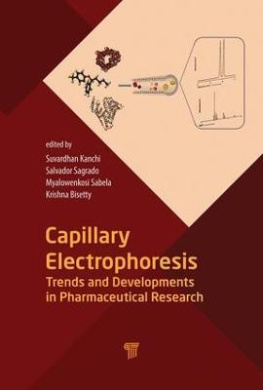 edited by
Suvardhan Kanchi
Salvador Sagrado
Myalowenkosi Sabela
Krishna Bisetty
Capillary
Electrophoresis
Trends and Developments
in Pharmaceutical Research